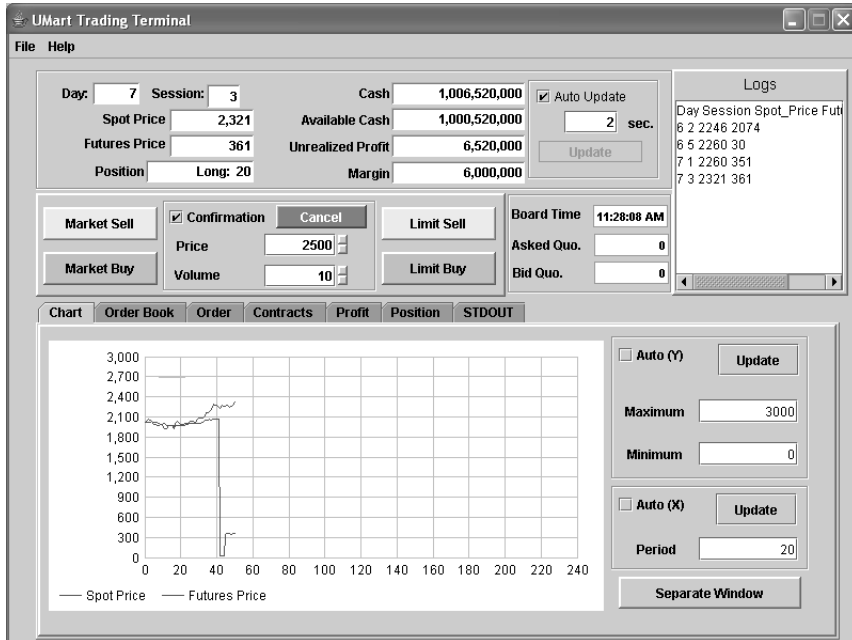 UMart Trading Terminal
File Help
Day: 7 Session: 3
Spot Price 2,321
Futures Price 361
Position Long: 20
Cash 1,006,520,000
Available Cash 1,000,520,000
Unrealized Profit 6,520,000
Margin 6,000,000
Auto Update
2 sec.
Update
Logs
Day Session Spot_Price Fut
6 2 2246 2074
6 5 2260 30
7 1 2260 351
7 3 2321 361
Market Sell
Market Buy
Confirmation Cancel
Price 2500
Volume 10
Limit Sell
Limit Buy
Board Time 11:28:08 AM
Asked Quo. 0
Bid Quo. 0
Chart Order Book Order Contracts Profit Position STDOUT
3,000
2,700
2,400
2,100
1,800
1,500
1,200
900
600
300
0
0 20 40 60 80 100 120 140 160 180 200 220 240
Spot Price Futures Price
Auto (Y) Update
Maximum 3000
Minimum 0
Auto (X) Update
Period 20
Separate Window